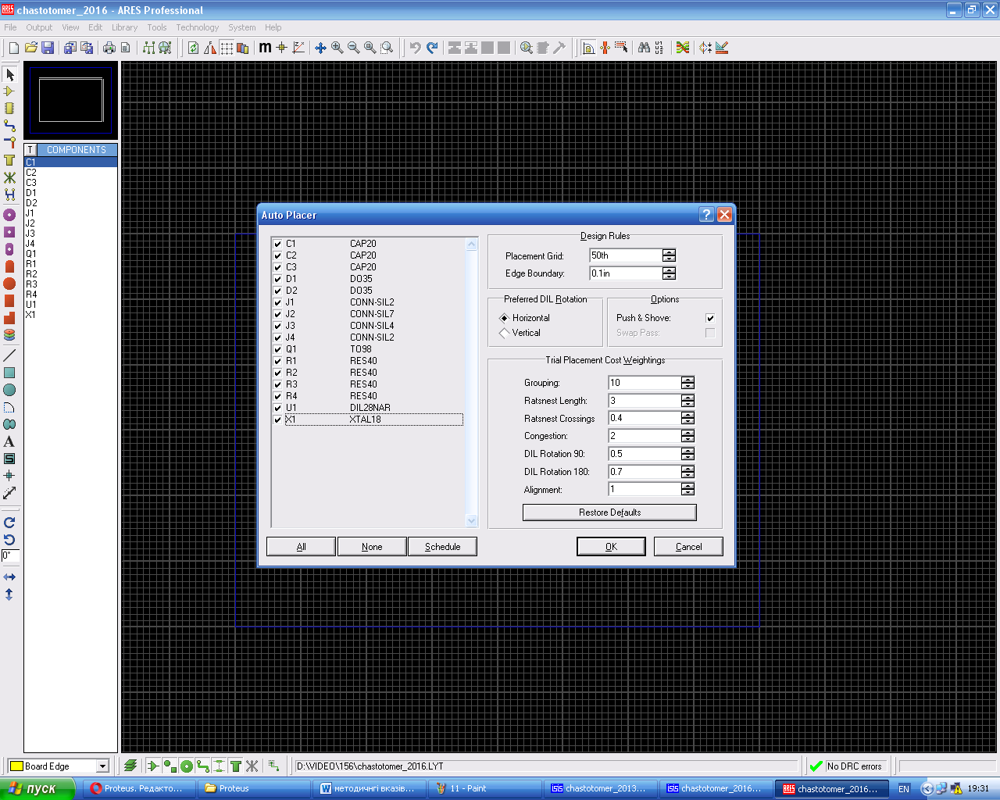 ARES chastotomer_2016 - ARES Professional
File Output View Edit Library Tools Technology System Help
T COMPONENTS
C1
C2
C3
D1
D2
J1
J2
J3
J4
Q1
R1
R2
R3
R4
U1
X1
0°
Auto Placer
C1 CAP20
C2 CAP20
C3 CAP20
D1 DO35
D2 DO35
J1 CONN-SIL2
J2 CONN-SIL7
J3 CONN-SIL4
J4 CONN-SIL2
Q1 TO98
R1 RES40
R2 RES40
R3 RES40
R4 RES40
U1 DIL28NAR
X1 XTAL18
All None Schedule
Design Rules
Placement Grid: 50th
Edge Boundary: 0.1in
Preferred DIL Rotation
Horizontal
Vertical
Options
Push & Shove:
Swap Pass:
Trial Placement Cost Weightings
Grouping: 10
Ratsnest Length: 3
Ratsnest Crossings 0.4
Congestion: 2
DIL Rotation 90: 0.5
DIL Rotation 180: 0.7
Alignment: 1
Restore Defaults
OK Cancel
Board Edge D:\VIDEO\156\chastotomer_2016.LYT No DRC errors
пуск Proteus. Редакто... Proteus методичнгі вказівк... 11 - Paint ISIS chastotomer_2013... ISIS chastotomer_2016... ARES chastotomer_2016... EN 19:31